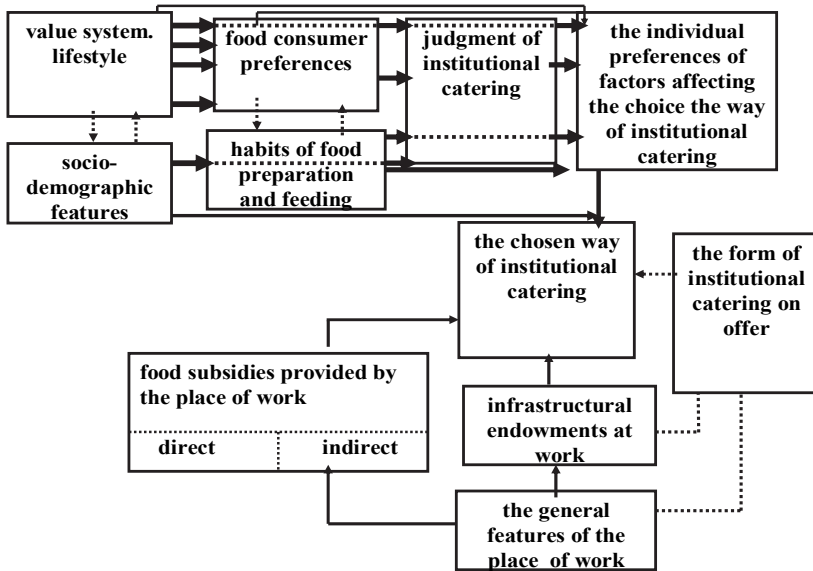 value system.
lifestyle
food consumer
preferences
judgment of
institutional
catering
the individual
preferences of
factors affecting
the choice the way
of institutional
catering
socio-
demographic
features
habits of food
preparation
and feeding
the chosen way
of institutional
catering
the form of
institutional
catering on
offer
food subsidies provided by
the place of work
direct
indirect
infrastructural
endowments at
work
the general
features of the
place of work